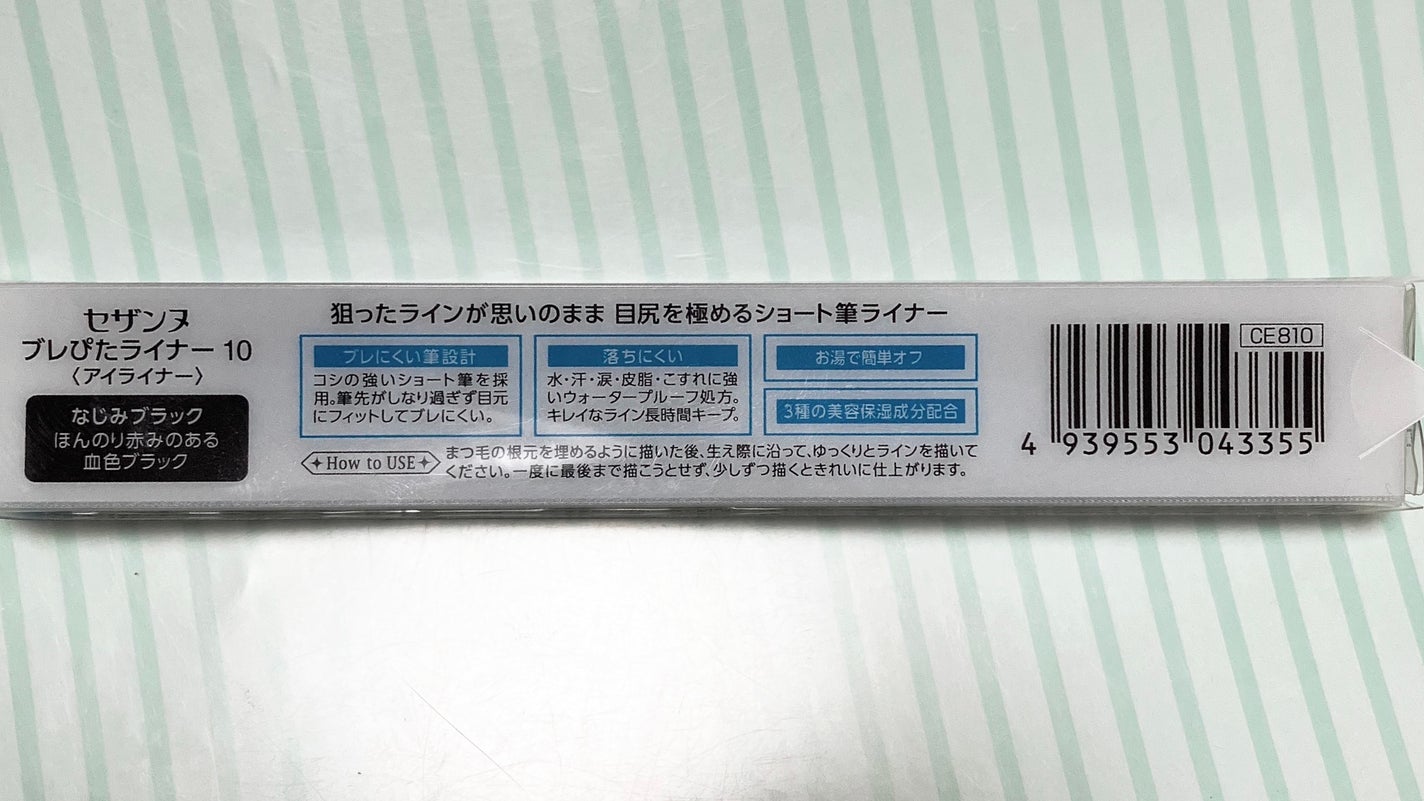 セザンヌ
ブレぴたライナー 10
〈アイライナー〉
なじみブラック
ほんのり赤みのある
血色ブラック
狙ったラインが思いのまま 目尻を極めるショート筆ライナー
ブレにくい筆設計
コシの強いショート筆を採
用。筆先がしなり過ぎず目元
にフィットしてブレにくい。
落ちにくい
水・汗・涙・皮脂・こすれに強
いウォータープルーフ処方。
キレイなライン長時間キープ。
お湯で簡単オフ
3種の美容保湿成分配合
How to USE
まつ毛の根元を埋めるように描いた後、生え際に沿って、ゆっくりとラインを描いて
ください。一度に最後まで描こうとせず、少しずつ描くときれいに仕上がります。
CE810
4 939553 043355